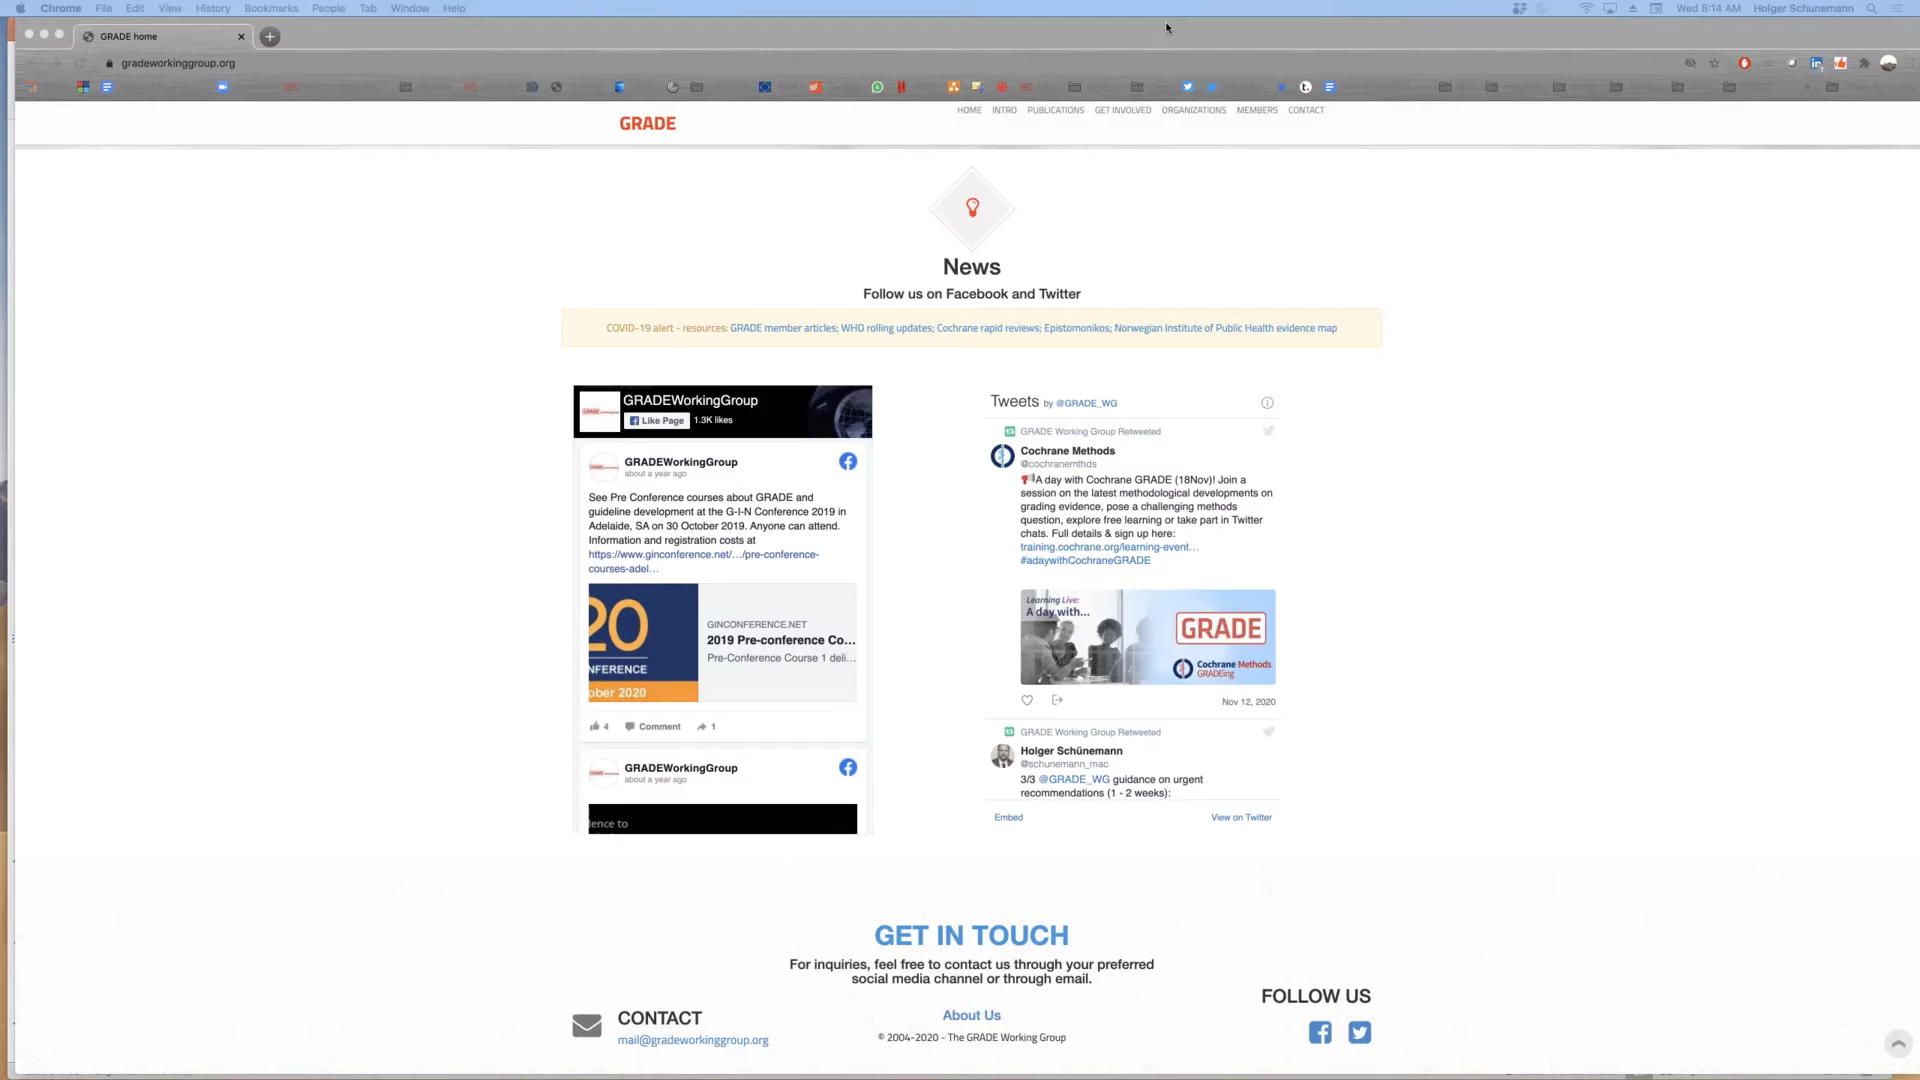 Chrome File Edit View History Bookmarks People Tab Window Help
Wed 8:14 AM Holger Schunemann
GRADE home
gradeworkinggroup.org
HOME INTRO PUBLICATIONS GET INVOLVED ORGANIZATIONS MEMBERS CONTACT
GRADE
News
Follow us on Facebook and Twitter
COVID-19 alert - resources: GRADE member articles; WHO rolling updates; Cochrane rapid reviews; Epistomonikos; Norwegian Institute of Public Health evidence map
GRADEWorkingGroup
Like Page 1.3K likes
GRADEWorkingGroup
about a year ago
See Pre Conference courses about GRADE and
guideline development at the G-I-N Conference 2019 in
Adelaide, SA on 30 October 2019. Anyone can attend.
Information and registration costs at
https://www.ginconference.net/…/pre-conference-
courses-adel…
20
NFERENCE
ober 2020
GINCONFERENCE.NET
2019 Pre-conference Co...
Pre-Conference Course 1 deli...
4 Comment 1
GRADEWorkingGroup
about a year ago
lence to
Tweets by @GRADE_WG
GRADE Working Group Retweeted
Cochrane Methods
@cochranemthds
A day with Cochrane GRADE (18Nov)! Join a
session on the latest methodological developments on
grading evidence, pose a challenging methods
question, explore free learning or take part in Twitter
chats. Full details & sign up here:
training.cochrane.org/learning-event…
#adaywithCochraneGRADE
Learning Live:
A day with...
GRADE
Cochrane Methods
GRADEing
Nov 12, 2020
GRADE Working Group Retweeted
Holger Schünemann
@schunemann_mac
3/3 @GRADE_WG guidance on urgent
recommendations (1 - 2 weeks):
Embed View on Twitter
GET IN TOUCH
For inquiries, feel free to contact us through your preferred
social media channel or through email.
CONTACT
mail@gradeworkinggroup.org
About Us
© 2004-2020 - The GRADE Working Group
FOLLOW US